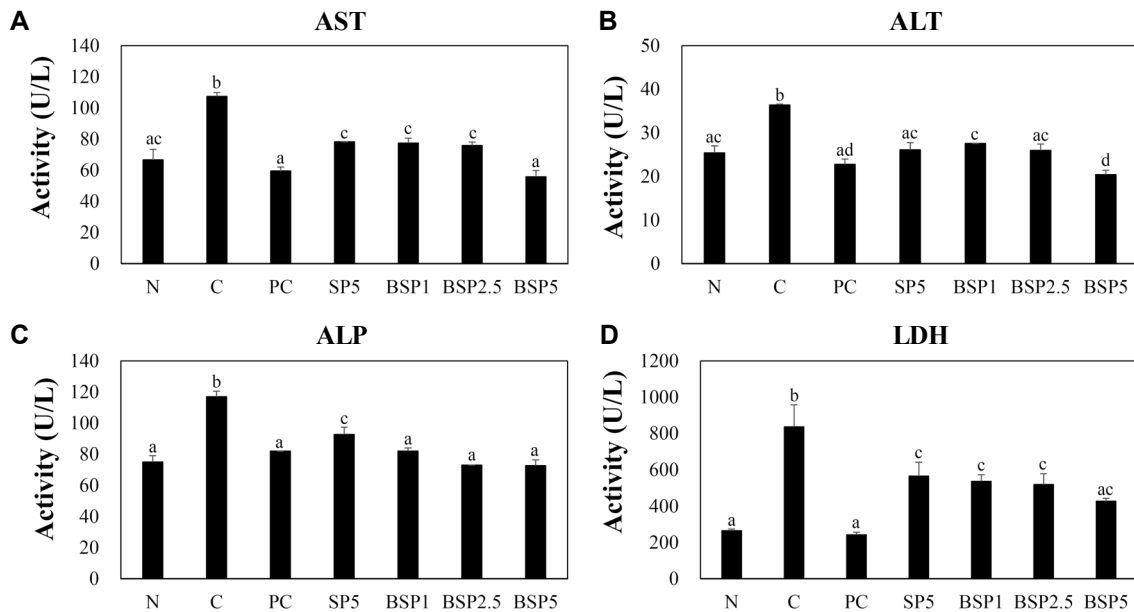 A
AST
Activity (U/L)
140
120
100
80
60
40
20
0
ac
b
a
c
c
c
a
N
C
PC
SP5
BSP1
BSP2.5
BSP5
B
ALT
Activity (U/L)
50
40
30
20
10
0
ac
b
ad
ac
c
ac
d
N
C
PC
SP5
BSP1
BSP2.5
BSP5
C
ALP
Activity (U/L)
140
120
100
80
60
40
20
0
a
b
a
c
a
a
a
N
C
PC
SP5
BSP1
BSP2.5
BSP5
D
LDH
Activity (U/L)
1200
1000
800
600
400
200
0
a
b
a
c
c
c
ac
N
C
PC
SP5
BSP1
BSP2.5
BSP5